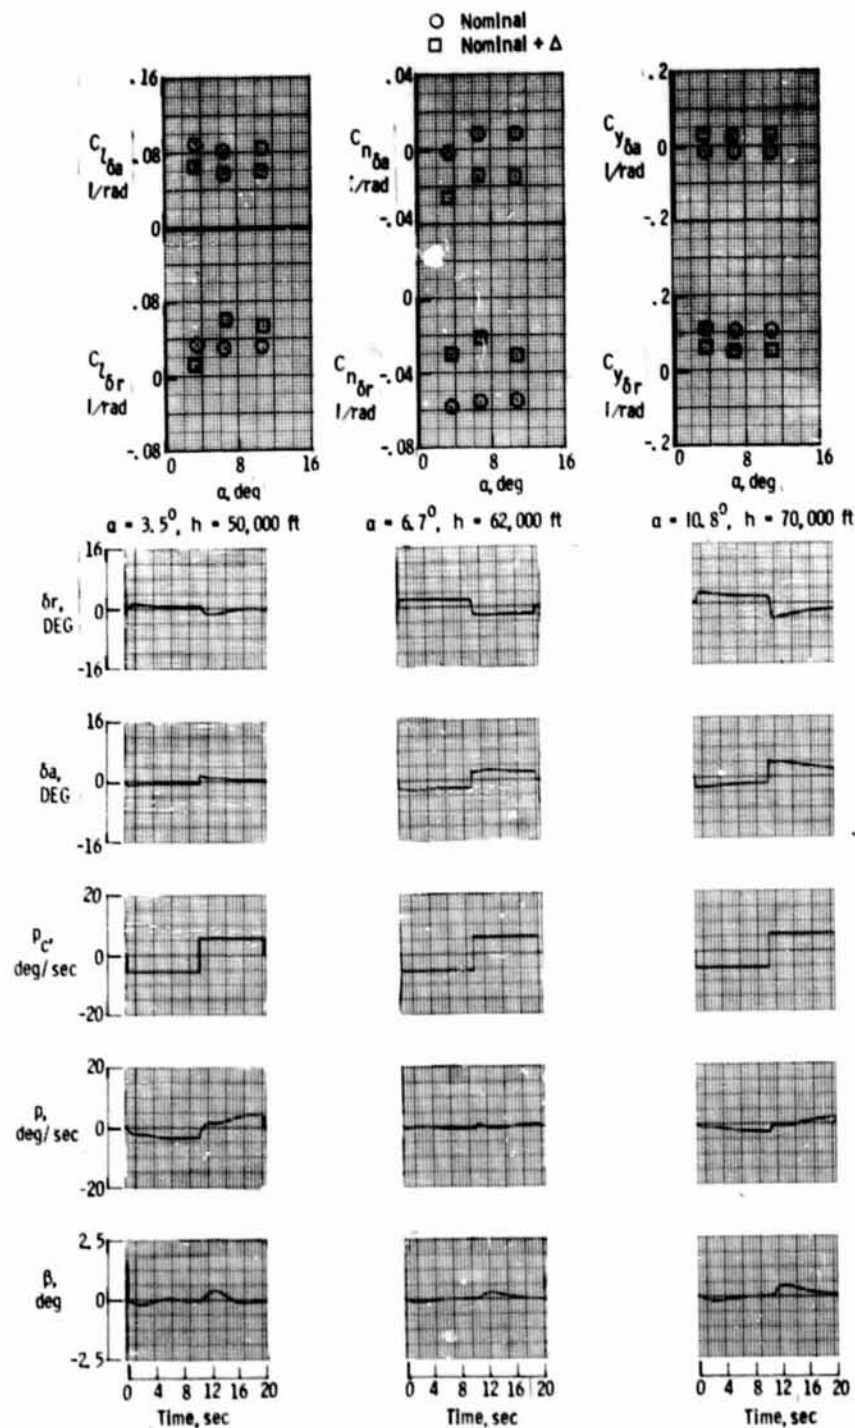 Nominal
Nominal + Δ
.16
C_lδa .08
1/rad
0
.08
C_lδr
0
1/rad
-.08
0 8 16
α, deg
.04
C_nδa 0
1/rad
-.04
0
C_nδr -.04
1/rad
-.08
0 8 16
α, deg
.2
C_yδa 0
1/rad
-.2
.2
C_yδr 0
1/rad
-.2
0 8 16
α, deg
α = 3.5°, h = 50,000 ft
α = 6.7°, h = 62,000 ft
α = 10.8°, h = 70,000 ft
16
δr, 0
DEG
-16
16
δa, 0
DEG
-16
20
p_c, 0
deg/sec
-20
20
p, 0
deg/sec
-20
2.5
β, 0
deg
-2.5
0 4 8 12 16 20
Time, sec
0 4 8 12 16 20
Time, sec
0 4 8 12 16 20
Time, sec